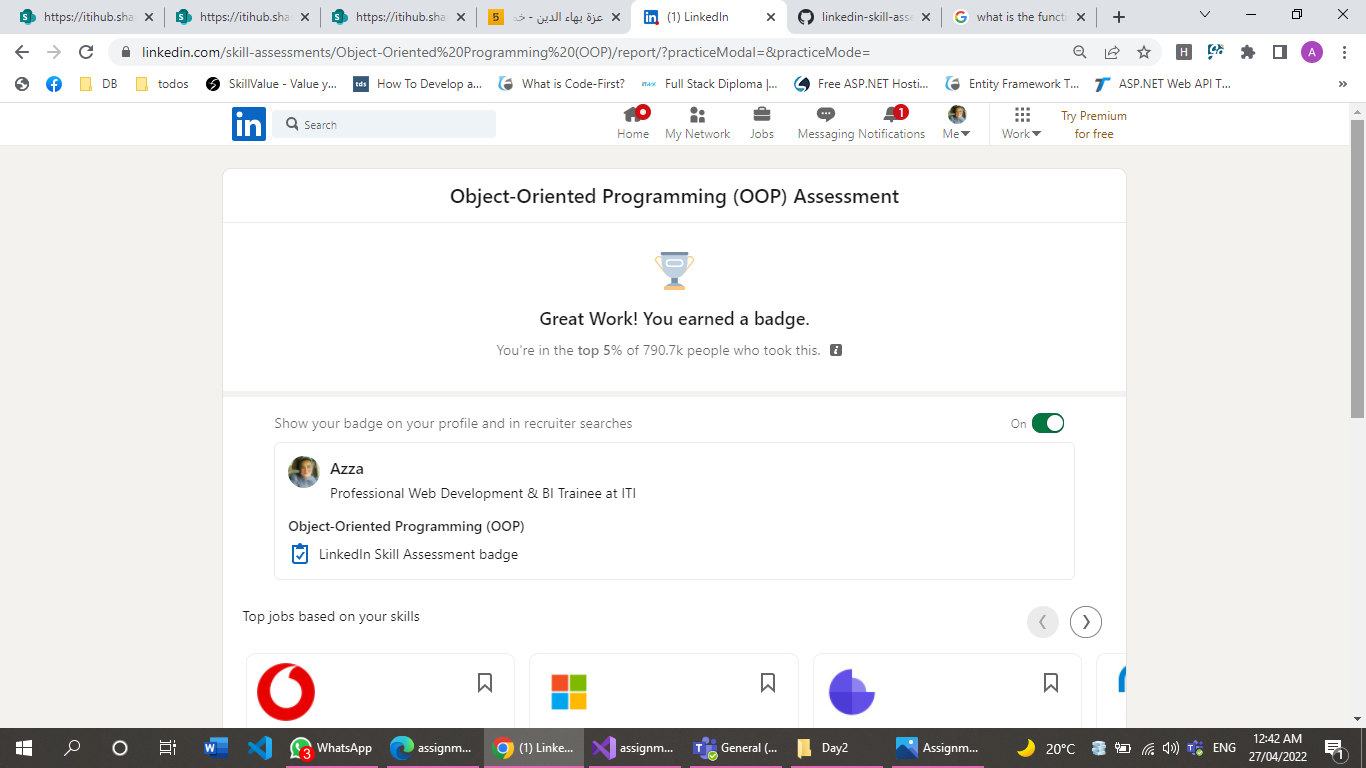 https://itihub.sha
https://itihub.sha
https://itihub.sha
عزة بهاء الدين - خم
(1) LinkedIn
linkedin-skill-asse
what is the functi
linkedin.com/skill-assessments/Object-Oriented%20Programming%20(OOP)/report/?practiceModal=&practiceMode=
DB
todos
SkillValue - Value y...
How To Develop a...
What is Code-First?
Full Stack Diploma |...
Free ASP.NET Hosti...
Entity Framework T...
ASP.NET Web API T...
»
in
Search
Home
My Network
Jobs
Messaging
1
Notifications
Me
Work
Try Premium
for free
Object-Oriented Programming (OOP) Assessment
Great Work! You earned a badge.
You're in the top 5% of 790.7k people who took this.
Show your badge on your profile and in recruiter searches
On
Azza
Professional Web Development & BI Trainee at ITI
Object-Oriented Programming (OOP)
LinkedIn Skill Assessment badge
Top jobs based on your skills
3
WhatsApp
assignm...
(1) Linke...
assignm...
General (...
Day2
Assignm...
20°C
ENG
12:42 AM
27/04/2022
1